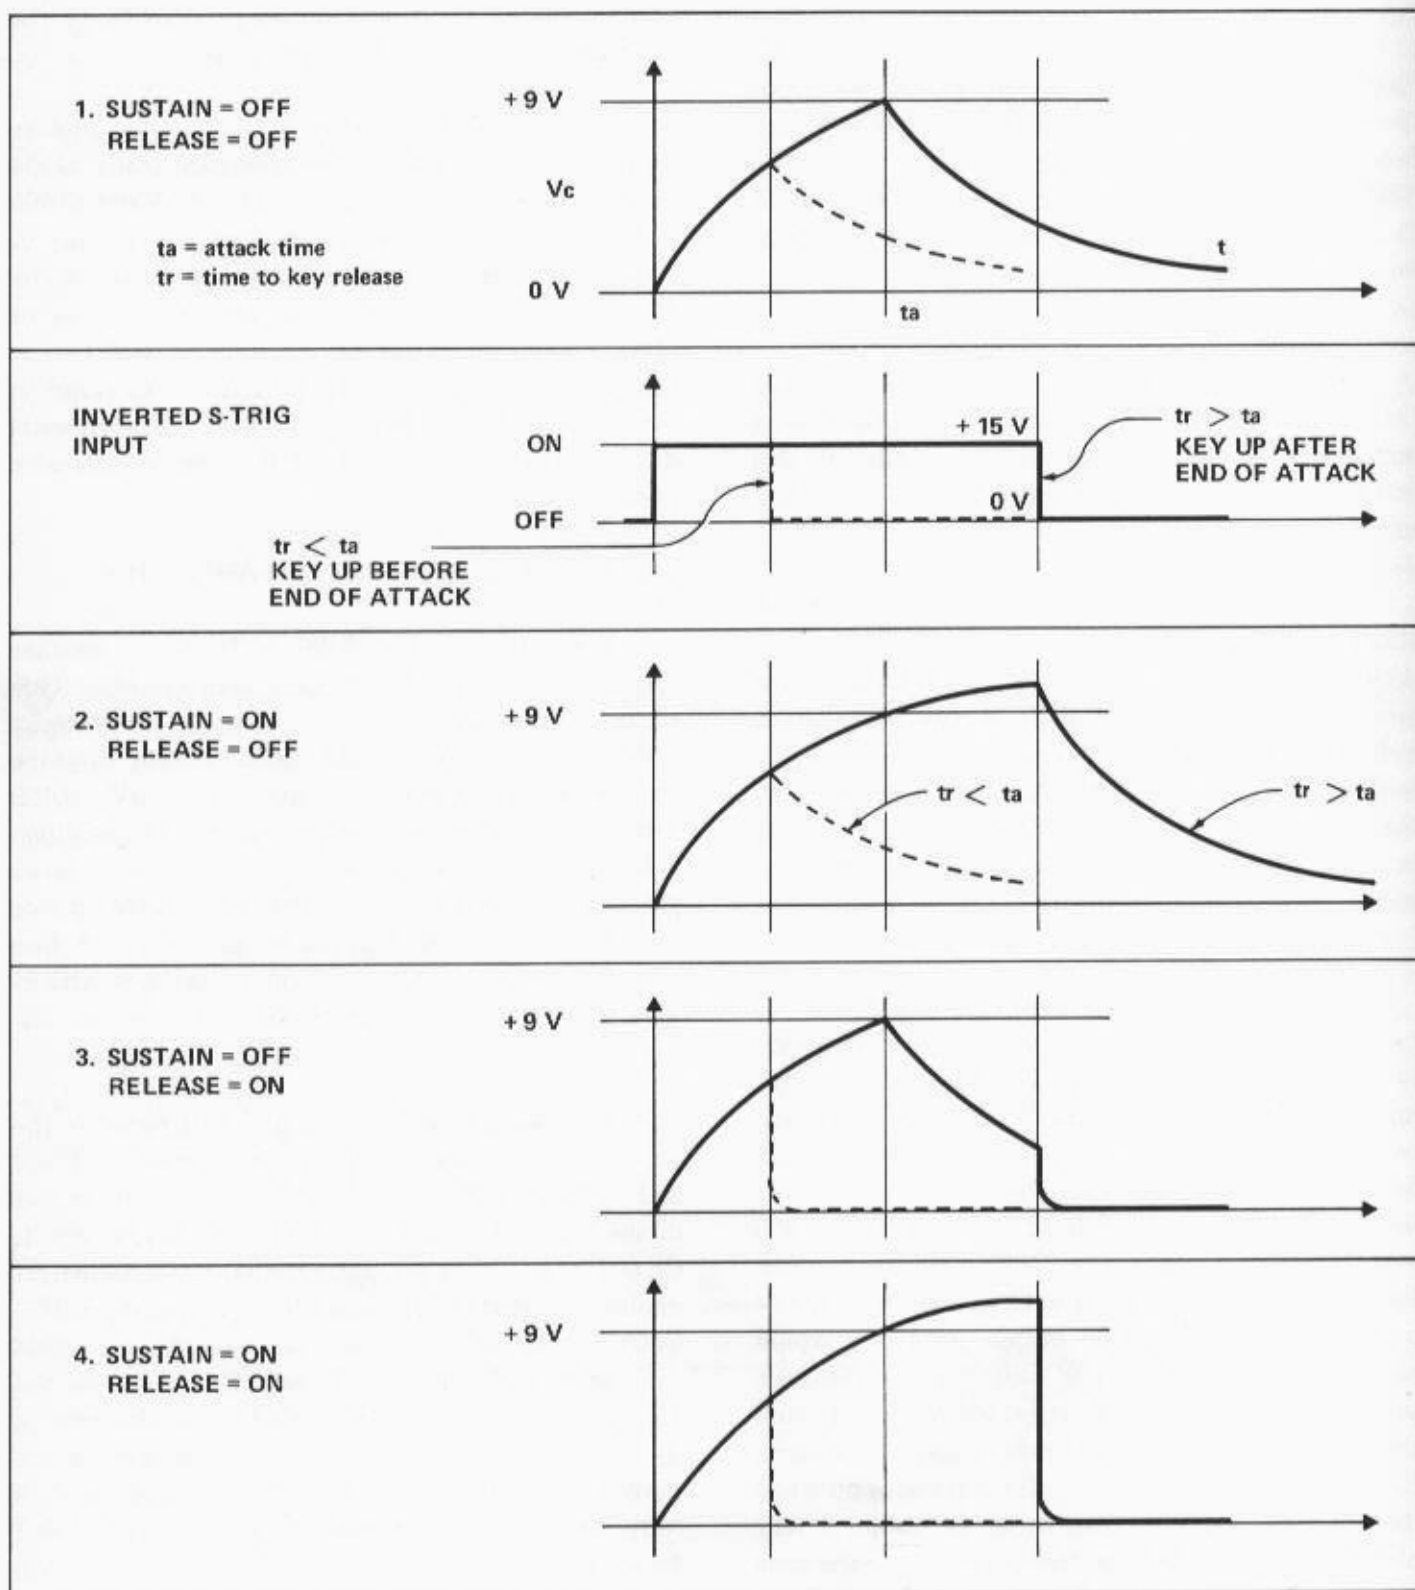 1. SUSTAIN = OFF
RELEASE = OFF
ta = attack time
tr = time to key release
+9 V
Vc
0 V
t
ta
INVERTED S-TRIG
INPUT
ON
OFF
+ 15 V
0 V
tr > ta
KEY UP AFTER
END OF ATTACK
tr < ta
KEY UP BEFORE
END OF ATTACK
2. SUSTAIN = ON
RELEASE = OFF
+9 V
tr < ta
tr > ta
3. SUSTAIN = OFF
RELEASE = ON
+9 V
4. SUSTAIN = ON
RELEASE = ON
+9 V